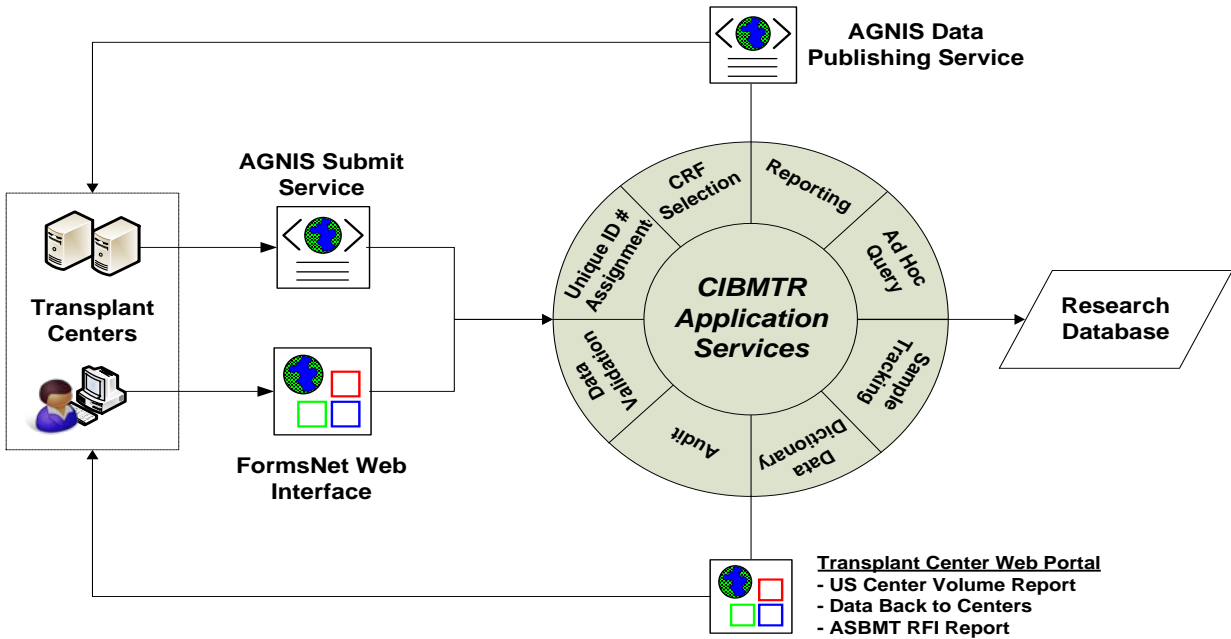 AGNIS Data
Publishing Service
AGNIS Submit
Service
Transplant
Centers
FormsNet Web
Interface
CRF
Selection
Reporting
Unique ID #
Assignment
Ad Hoc
Query
CIBMTR
Application
Services
Data
Validation
Sample
Tracking
Audit
Data
Dictionary
Research
Database
Transplant Center Web Portal
- US Center Volume Report
- Data Back to Centers
- ASBMT RFI Report